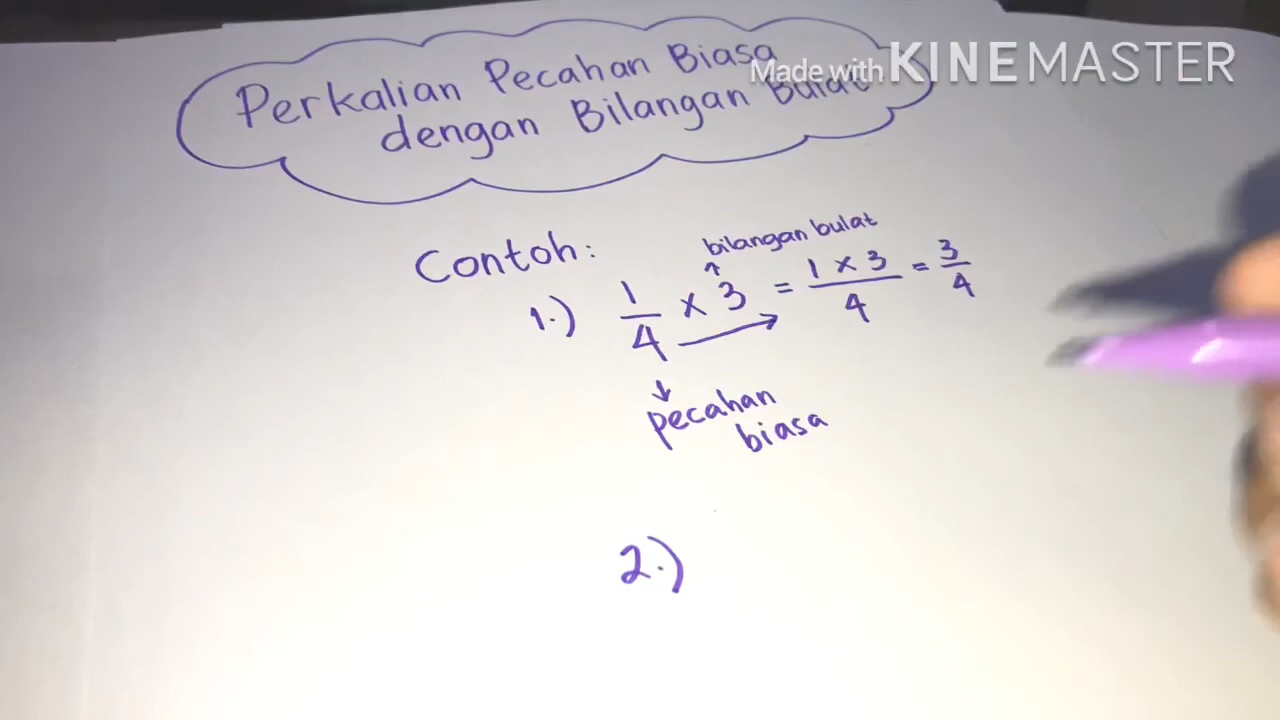 Perkalian Pecahan Biasa
dengan Bilangan Bulat
Made with KINEMASTER
Contoh:
bilangan bulat
1.) 1/4 × 3 = 1 × 3/4 = 3/4
pecahan
biasa
2.)